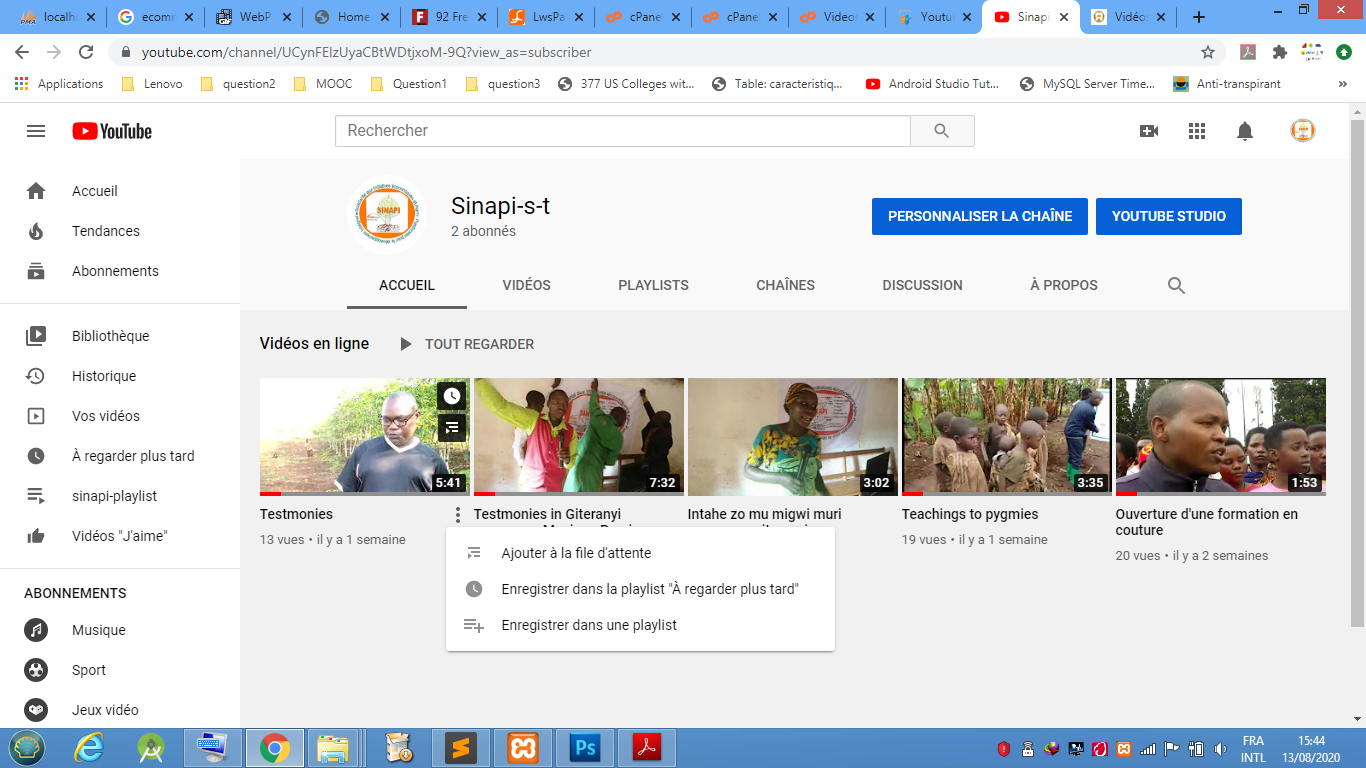 localh
ecomm
WebP
Home
92 Fre
LwsPa
cPane
cPane
Videos
Youtu
Sinapi
Vidéos
youtube.com/channel/UCynFEIzUyaCBtWDtjxoM-9Q?view_as=subscriber
Applications
Lenovo
question2
MOOC
Question1
question3
377 US Colleges wit...
Table: caracteristiq...
Android Studio Tut...
MySQL Server Time...
Anti-transpirant
»
YouTube
Rechercher
Accueil
Tendances
Abonnements
Bibliothèque
Historique
Vos vidéos
À regarder plus tard
sinapi-playlist
Vidéos "J'aime"
ABONNEMENTS
Musique
Sport
Jeux vidéo
SINAPI
Sinapi-s-t
2 abonnés
PERSONNALISER LA CHAÎNE
YOUTUBE STUDIO
ACCUEIL
VIDÉOS
PLAYLISTS
CHAÎNES
DISCUSSION
À PROPOS
Vidéos en ligne
TOUT REGARDER
5:41
7:32
3:02
3:35
1:53
Testmonies
13 vues • il y a 1 semaine
Testmonies in Giteranyi
Intahe zo mu migwi muri
Teachings to pygmies
19 vues • il y a 1 semaine
Ouverture d'une formation en
couture
20 vues • il y a 2 semaines
Ajouter à la file d'attente
Enregistrer dans la playlist "À regarder plus tard"
Enregistrer dans une playlist
Ps
FRA
INTL
15:44
13/08/2020